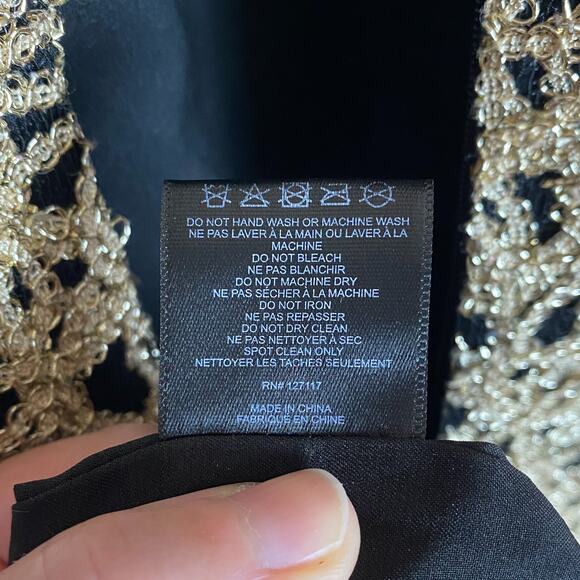 DO NOT HAND WASH OR MACHINE WASH
NE PAS LAVER À LA MAIN OU LAVER À LA
MACHINE
DO NOT BLEACH
NE PAS BLANCHIR
DO NOT MACHINE DRY
NE PAS SÉCHER À LA MACHINE
DO NOT IRON
NE PAS REPASSER
DO NOT DRY CLEAN
NE PAS NETTOYER À SEC
SPOT CLEAN ONLY
NETTOYER LES TACHES SEULEMENT
RN# 127117
MADE IN CHINA
FABRIQUÉ EN CHINE